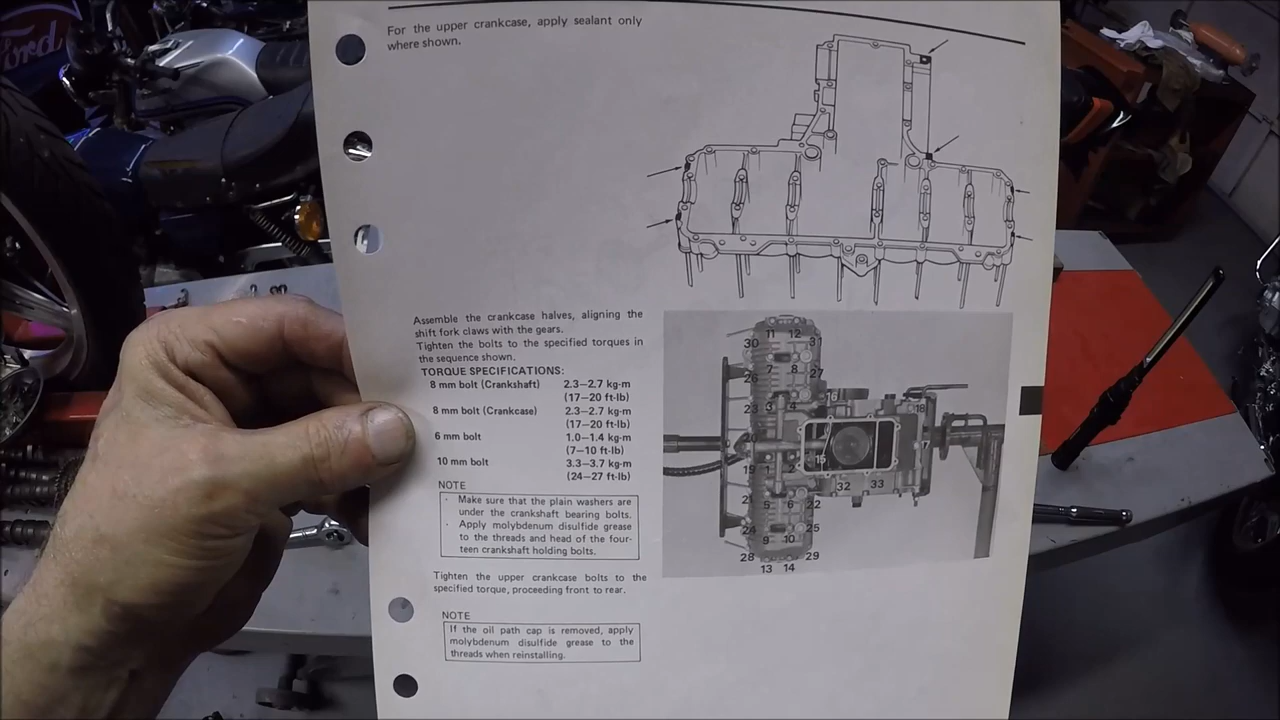 ord
For the upper crankcase, apply sealant only
where shown.
Assemble the crankcase halves, aligning the
shift fork claws with the gears.
Tighten the bolts to the specified torques in
the sequence shown.
TORQUE SPECIFICATIONS:
8 mm bolt (Crankshaft) 2.3–2.7 kg-m
(17–20 ft-lb)
8 mm bolt (Crankcase) 2.3–2.7 kg-m
(17–20 ft-lb)
6 mm bolt 1.0–1.4 kg-m
(7–10 ft-lb)
10 mm bolt 3.3–3.7 kg-m
(24–27 ft-lb)
NOTE
· Make sure that the plain washers are
under the crankshaft bearing bolts.
· Apply molybdenum disulfide grease
to the threads and head of the four-
teen crankshaft holding bolts.
Tighten the upper crankcase bolts to the
specified torque, proceeding front to rear.
NOTE
If the oil path cap is removed, apply
molybdenum disulfide grease to the
threads when reinstalling.
11 12
30 31
7 8
26 27
16
23 3 4 18
20 15
19 1 2
32 33
21 5 6 22
24 25
9 10
28 29
13 14